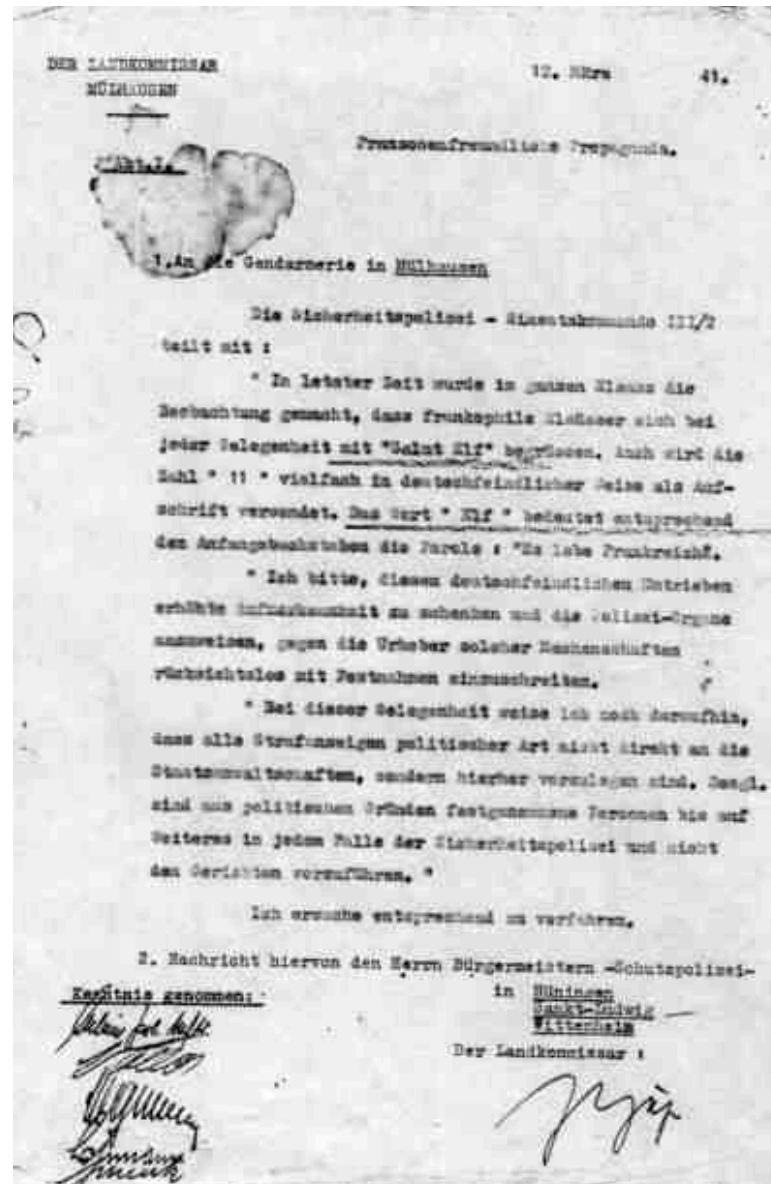 DER LANDKOMMISSAR
MÜLHAUSEN
12. März 41.
Franzosenfreundliche Propaganda.
1.An die Gendarmerie in Mülhausen
Die Sicherheitspolizei - Einsatzkommando III/2
teilt mit :
" In letzter Zeit wurde im ganzen Elsass die
Beobachtung gemacht, dass frankophile Elsässer sich bei
jeder Gelegenheit mit "Salut Elf" begrüssen. Auch wird die
Zahl " 11 " vielfach in deutschfeindlicher Weise als Auf-
schrift verwendet. Das Wort " Elf " bedeutet entsprechend
den Anfangsbuchstaben die Parole : "Es lebe Frankreich".
" Ich bitte, diesen deutschfeindlichen Umtrieben
erhöhte Aufmerksamkeit zu schenken und die Polizei-Organe
anzuweisen, gegen die Urheber solcher Machenschaften
rücksichtslos mit Festnahmen einzuschreiten.
" Bei dieser Gelegenheit weise ich noch daraufhin,
dass alle Strafanzeigen politischer Art nicht direkt an die
Staatsanwaltschaften, sondern hierher vorzulegen sind. Desgl.
sind aus politischen Gründen festgenommene Personen bis auf
Weiteres in jedem Falle der Sicherheitspolizei und nicht
den Gerichten vorzuführen. "
Ich ersuche entsprechend zu verfahren.
2. Nachricht hiervon den Herrn Bürgermeistern -Schutzpolizei-
in Hüningen
Sankt-Ludwig
Wittenheim
Kenntnis genommen:
Der Landkommissar :